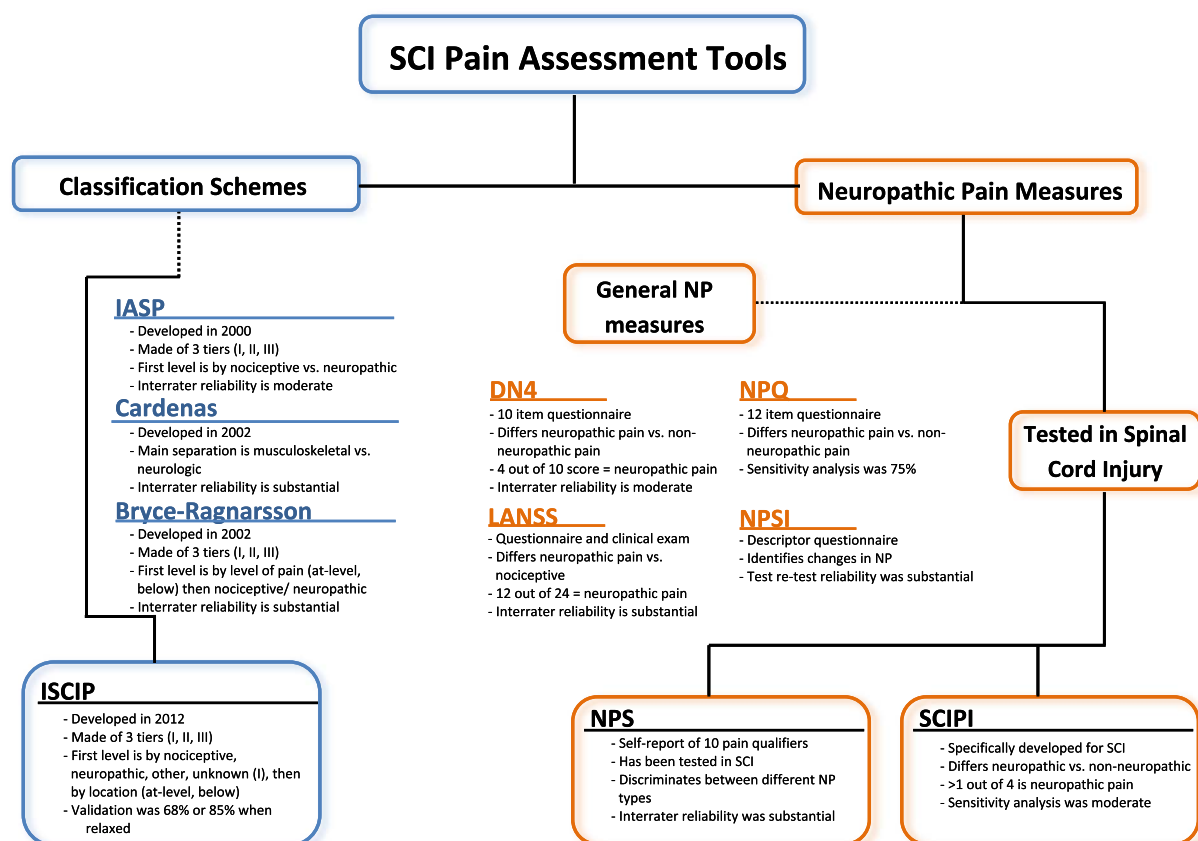 SCI Pain Assessment Tools
Classification Schemes
Neuropathic Pain Measures
IASP
- Developed in 2000
- Made of 3 tiers (I, II, III)
- First level is by nociceptive vs. neuropathic
- Interrater reliability is moderate
Cardenas
- Developed in 2002
- Main separation is musculoskeletal vs.
neurologic
- Interrater reliability is substantial
Bryce-Ragnarsson
- Developed in 2002
- Made of 3 tiers (I, II, III)
- First level is by level of pain (at-level,
below) then nociceptive/ neuropathic
- Interrater reliability is substantial
ISCIP
- Developed in 2012
- Made of 3 tiers (I, II, III)
- First level is by nociceptive,
neuropathic, other, unknown (I), then
by location (at-level, below)
- Validation was 68% or 85% when
relaxed
General NP
measures
DN4
- 10 item questionnaire
- Differs neuropathic pain vs. non-
neuropathic pain
- 4 out of 10 score = neuropathic pain
- Interrater reliability is moderate
LANSS
- Questionnaire and clinical exam
- Differs neuropathic pain vs.
nociceptive
- 12 out of 24 = neuropathic pain
- Interrater reliability is substantial
NPQ
- 12 item questionnaire
- Differs neuropathic pain vs. non-
neuropathic pain
- Sensitivity analysis was 75%
NPSI
- Descriptor questionnaire
- Identifies changes in NP
- Test re-test reliability was substantial
Tested in Spinal
Cord Injury
NPS
- Self-report of 10 pain qualifiers
- Has been tested in SCI
- Discriminates between different NP
types
- Interrater reliability was substantial
SCIPI
- Specifically developed for SCI
- Differs neuropathic vs. non-neuropathic
- >1 out of 4 is neuropathic pain
- Sensitivity analysis was moderate